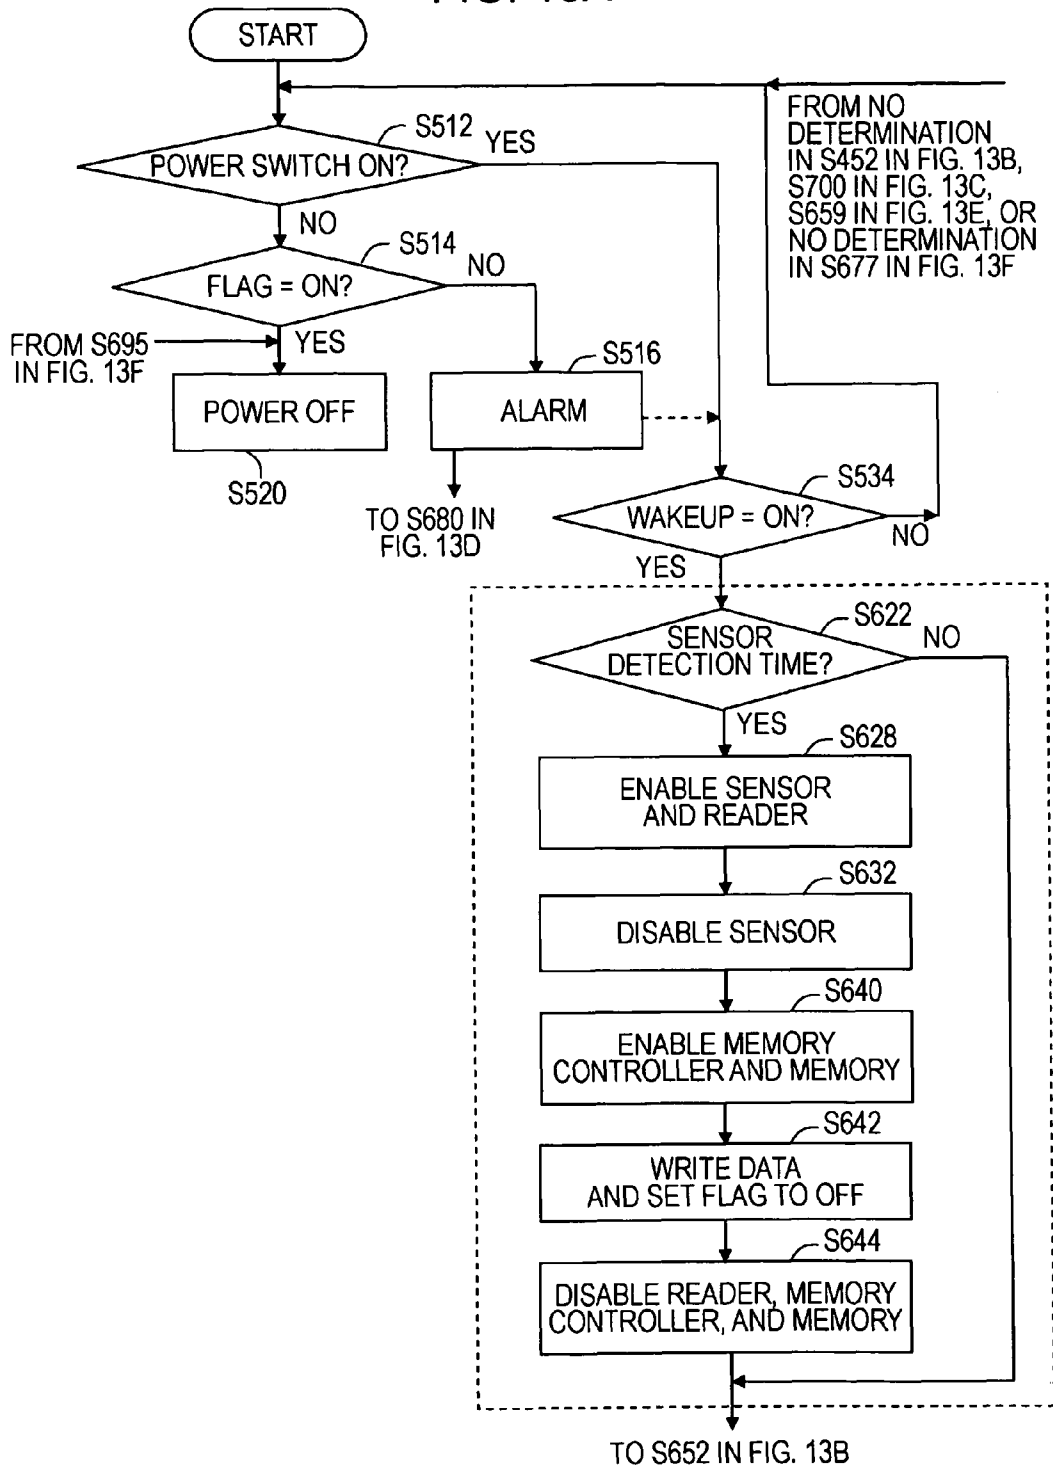 START
FROM NO
DETERMINATION
IN S452 IN FIG. 13B,
S700 IN FIG. 13C,
S659 IN FIG. 13E, OR
NO DETERMINATION
IN S677 IN FIG. 13F
S512
YES
POWER SWITCH ON?
NO
S514
NO
FLAG = ON?
FROM S695
IN FIG. 13F
YES
S516
POWER OFF
ALARM
S520
TO S680 IN
FIG. 13D
S534
WAKEUP = ON?
NO
YES
S622
SENSOR
DETECTION TIME?
NO
YES
S628
ENABLE SENSOR
AND READER
S632
DISABLE SENSOR
S640
ENABLE MEMORY
CONTROLLER AND MEMORY
S642
WRITE DATA
AND SET FLAG TO OFF
S644
DISABLE READER, MEMORY
CONTROLLER, AND MEMORY
TO S652 IN FIG. 13B